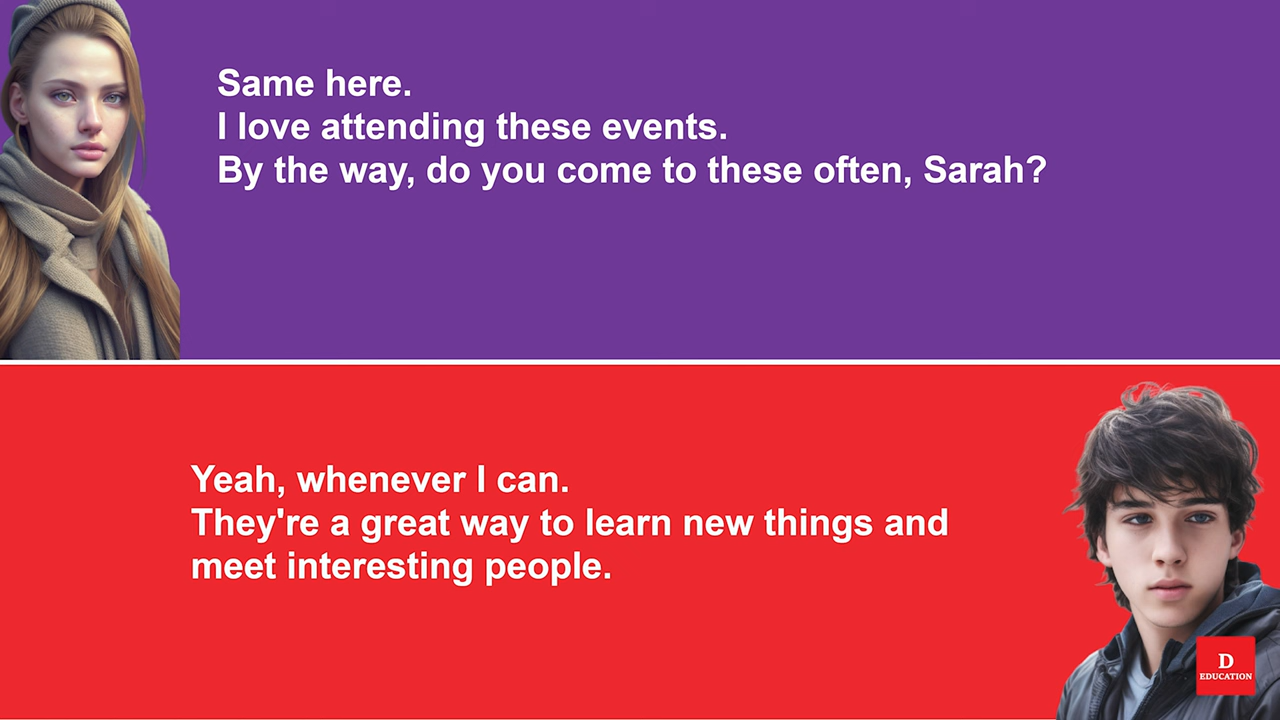 Same here.
I love attending these events.
By the way, do you come to these often, Sarah?
Yeah, whenever I can.
They're a great way to learn new things and
meet interesting people.
D
EDUCATION